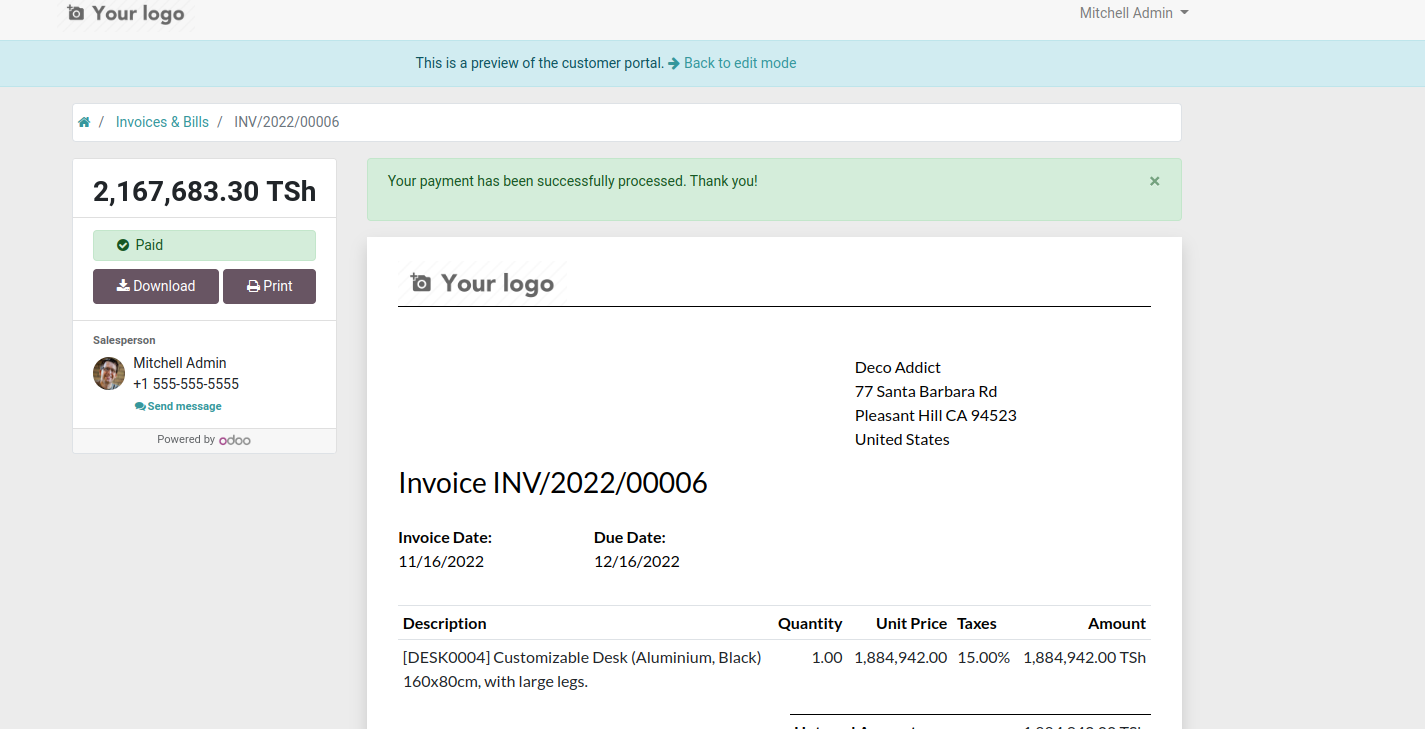 Your logo
Mitchell Admin
This is a preview of the customer portal. Back to edit mode
/ Invoices & Bills / INV/2022/00006
2,167,683.30 TSh
Paid
Download Print
Salesperson
Mitchell Admin
+1 555-555-5555
Send message
Powered by odoo
Your payment has been successfully processed. Thank you! ×
Your logo
Deco Addict
77 Santa Barbara Rd
Pleasant Hill CA 94523
United States
Invoice INV/2022/00006
Invoice Date: Due Date:
11/16/2022 12/16/2022
Description Quantity Unit Price Taxes Amount
[DESK0004] Customizable Desk (Aluminium, Black) 1.00 1,884,942.00 15.00% 1,884,942.00 TSh
160x80cm, with large legs.